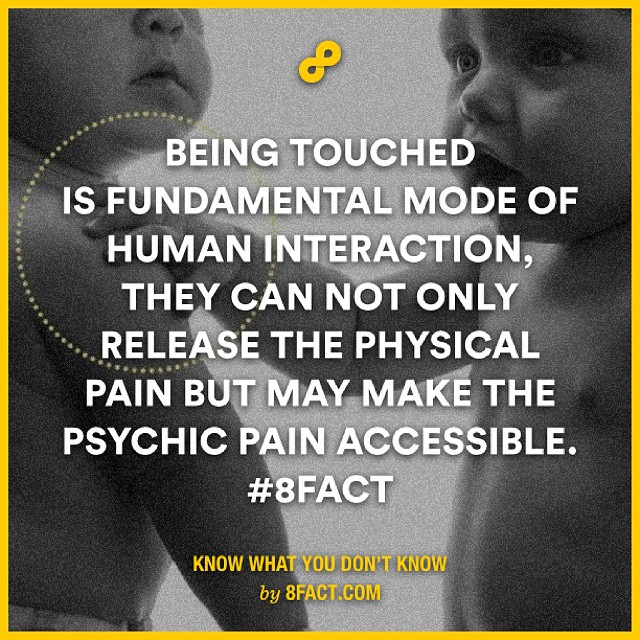 BEING TOUCHED
IS FUNDAMENTAL MODE OF
HUMAN INTERACTION,
THEY CAN NOT ONLY
RELEASE THE PHYSICAL
PAIN BUT MAY MAKE THE
PSYCHIC PAIN ACCESSIBLE.
#8FACT
KNOW WHAT YOU DON'T KNOW
by 8FACT.COM